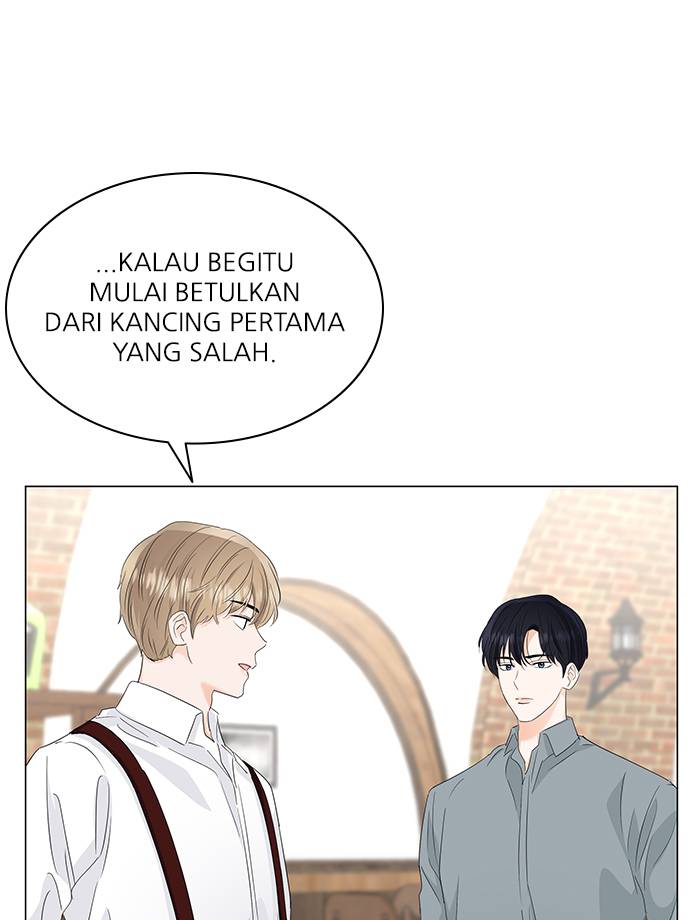 ...KALAU BEGITU
MULAI BETULKAN
DARI KANCING PERTAMA
YANG SALAH.